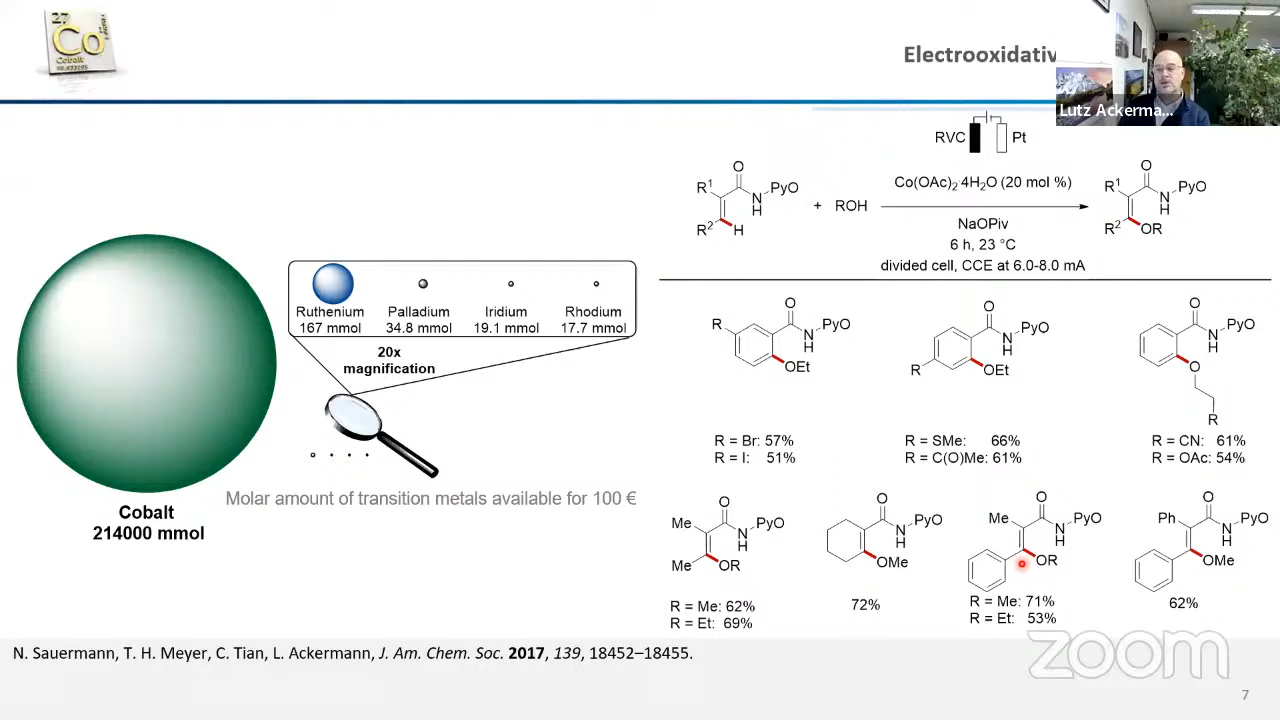 27
Co
Cobalt
Electrooxidativ
Lutz Ackerma...
RVC
Pt
O
R¹
PyO
N
H
R²
H
+ ROH
Co(OAc)₂·4H₂O (20 mol %)
NaOPiv
6 h, 23 °C
divided cell, CCE at 6.0-8.0 mA
O
R¹
PyO
N
H
R²
OR
Ruthenium
167 mmol
Palladium
34.8 mmol
Iridium
19.1 mmol
Rhodium
17.7 mmol
20x
magnification
Molar amount of transition metals available for 100 €
Cobalt
214000 mmol
R
O
PyO
N
H
OEt
R = Br: 57%
R = I: 51%
O
PyO
N
H
R
OEt
R = SMe: 66%
R = C(O)Me: 61%
O
PyO
N
H
O
R
R = CN: 61%
R = OAc: 54%
O
Me
PyO
N
H
Me
OR
R = Me: 62%
R = Et: 69%
O
PyO
N
H
OMe
72%
O
Me
PyO
N
H
OR
R = Me: 71%
R = Et: 53%
O
Ph
PyO
N
H
OMe
62%
N. Sauermann, T. H. Meyer, C. Tian, L. Ackermann, J. Am. Chem. Soc. 2017, 139, 18452–18455.
zoom
7